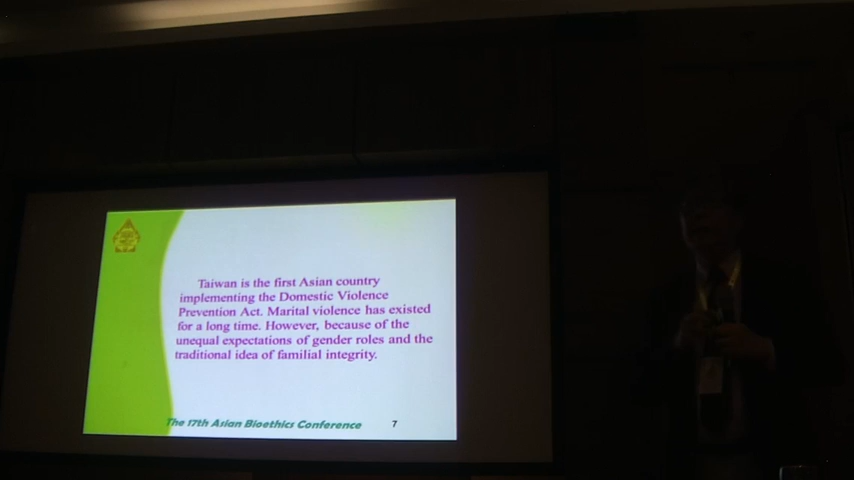 Taiwan is the first Asian country
implementing the Domestic Violence
Prevention Act. Marital violence has existed
for a long time. However, because of the
unequal expectations of gender roles and the
traditional idea of familial integrity.
The 17th Asian Bioethics Conference
7